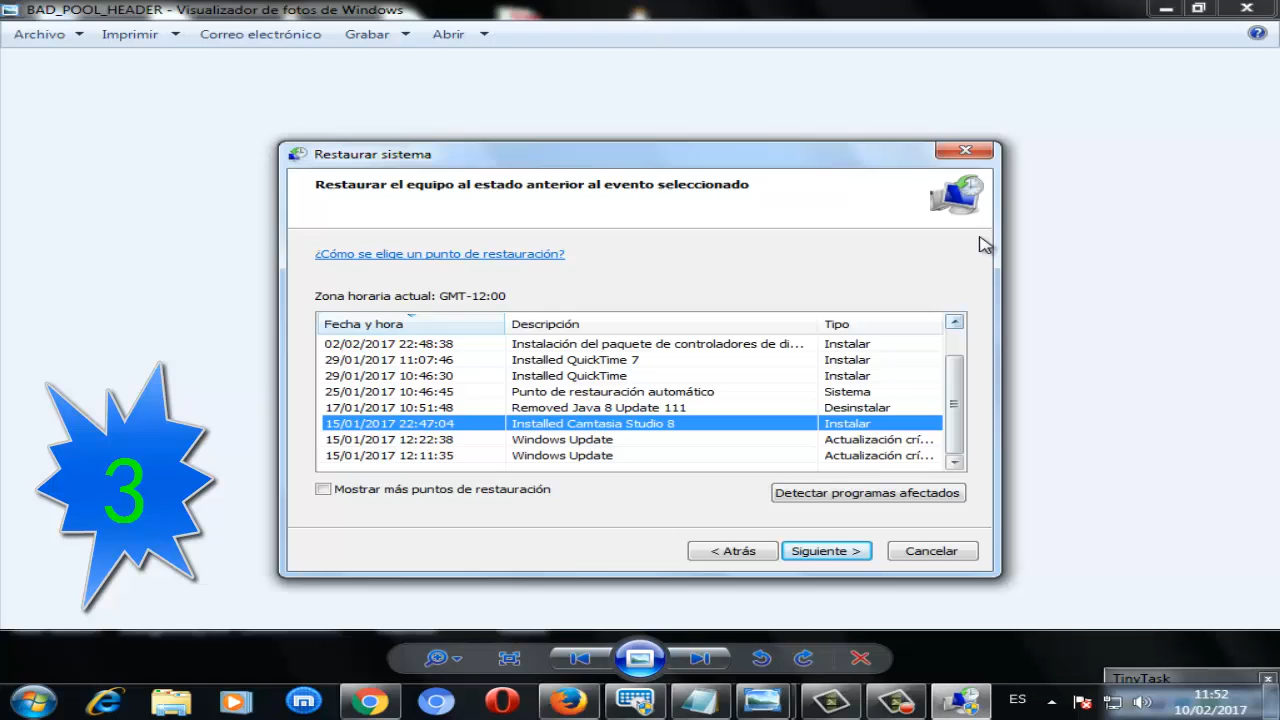 BAD_POOL_HEADER - Visualizador de fotos de Windows
Archivo Imprimir Correo electrónico Grabar Abrir
Restaurar sistema
Restaurar el equipo al estado anterior al evento seleccionado
¿Cómo se elige un punto de restauración?
Zona horaria actual: GMT-12:00
Fecha y hora Descripción Tipo
02/02/2017 22:48:38 Instalación del paquete de controladores de di... Instalar
29/01/2017 11:07:46 Installed QuickTime 7 Instalar
29/01/2017 10:46:30 Installed QuickTime Instalar
25/01/2017 10:46:45 Punto de restauración automático Sistema
17/01/2017 10:51:48 Removed Java 8 Update 111 Desinstalar
15/01/2017 22:47:04 Installed Camtasia Studio 8 Instalar
15/01/2017 12:22:38 Windows Update Actualización crí...
15/01/2017 12:11:35 Windows Update Actualización crí...
Mostrar más puntos de restauración
Detectar programas afectados
< Atrás Siguiente > Cancelar
3
TinyTask
ES
11:52
10/02/2017